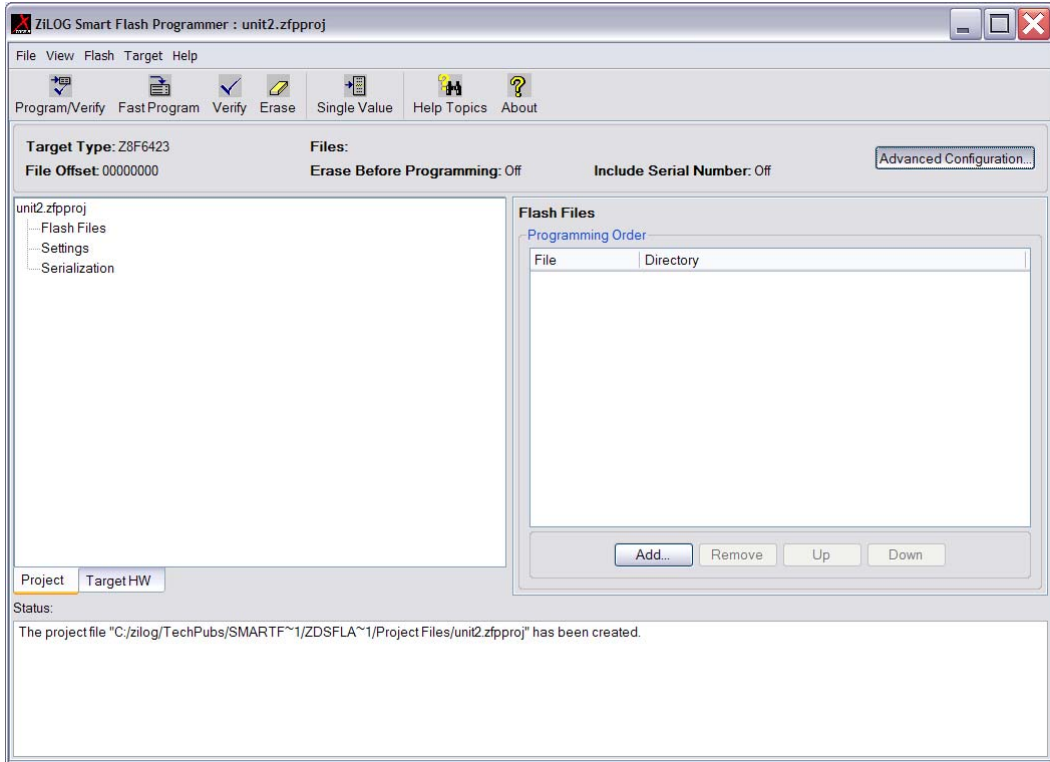 ZiLOG Smart Flash Programmer : unit2.zfpproj
File View Flash Target Help
Program/Verify Fast Program Verify Erase Single Value Help Topics About
Target Type: Z8F6423 Files:
File Offset: 00000000 Erase Before Programming: Off Include Serial Number: Off
Advanced Configuration...
unit2.zfpproj
Flash Files
Settings
Serialization
Flash Files
Programming Order
File Directory
Add... Remove Up Down
Project Target HW
Status:
The project file "C:/zilog/TechPubs/SMARTF~1/ZDSFLA~1/Project Files/unit2.zfpproj" has been created.